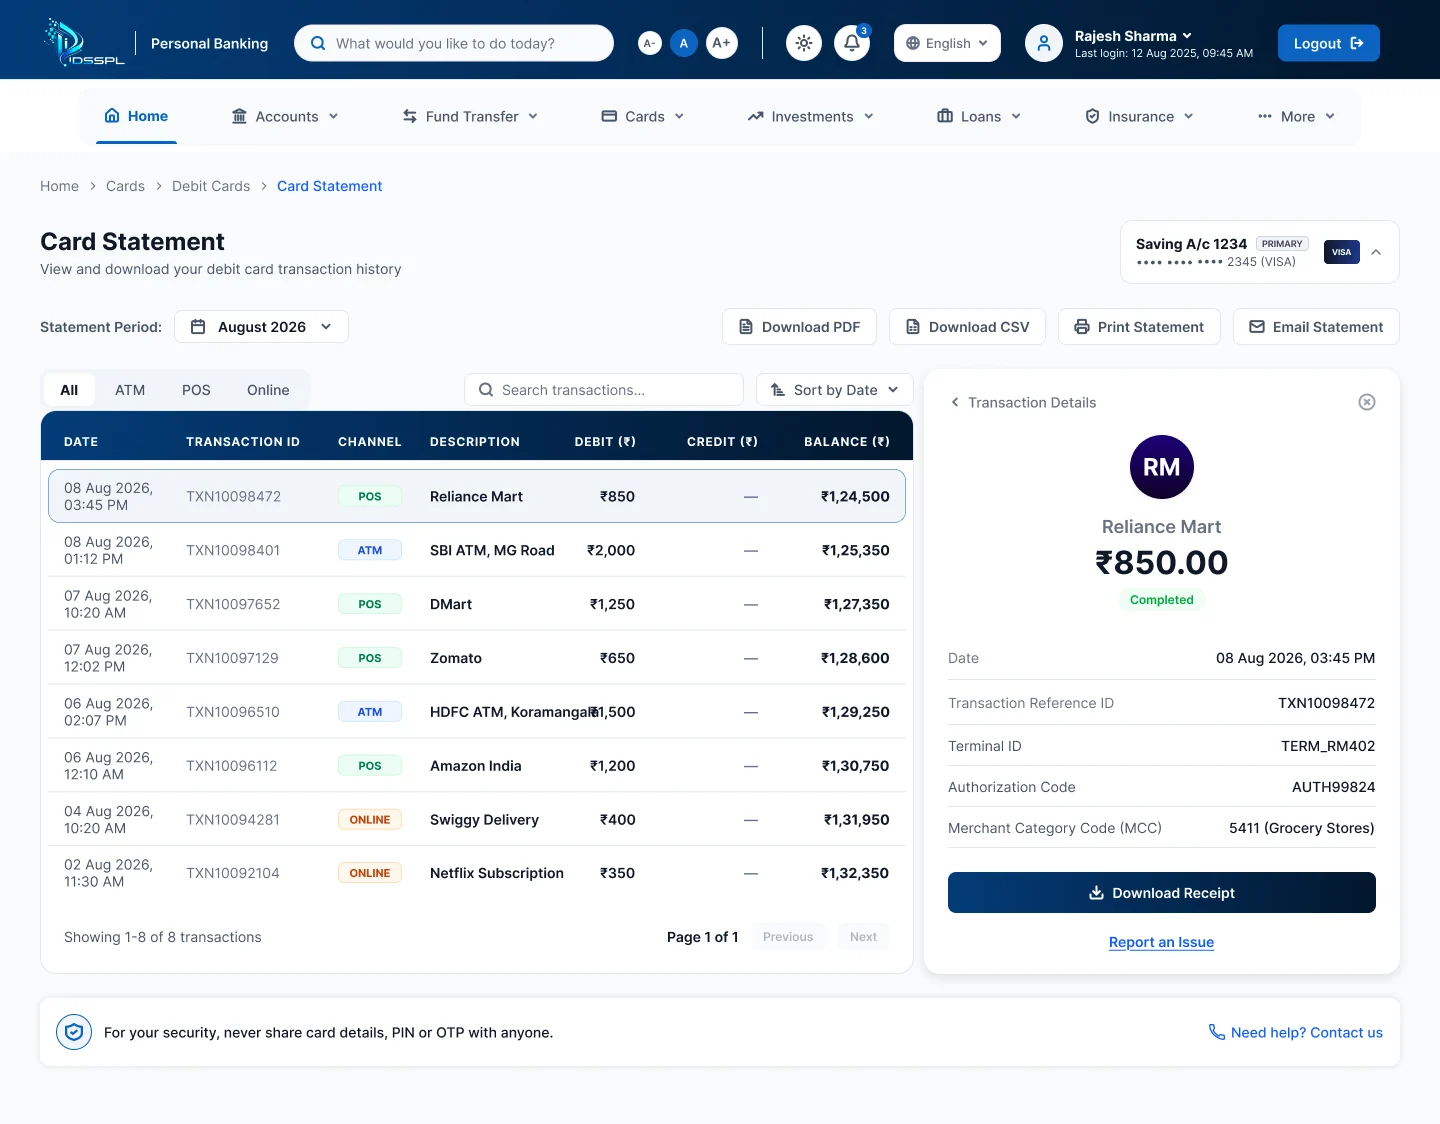 IDSSPL
Personal Banking
What would you like to do today?
A-
A
A+
3
English
Rajesh Sharma
Last login: 12 Aug 2025, 09:45 AM
Logout
Home
Accounts
Fund Transfer
Cards
Investments
Loans
Insurance
More
Home > Cards > Debit Cards > Card Statement
Card Statement
View and download your debit card transaction history
Saving A/c 1234 PRIMARY
•••• •••• •••• 2345 (VISA)
VISA
Statement Period:
August 2026
Download PDF
Download CSV
Print Statement
Email Statement
All
ATM
POS
Online
Search transactions...
Sort by Date
DATE TRANSACTION ID CHANNEL DESCRIPTION DEBIT (₹) CREDIT (₹) BALANCE (₹)
08 Aug 2026,
03:45 PM
TXN10098472 POS Reliance Mart ₹850 — ₹1,24,500
08 Aug 2026,
01:12 PM
TXN10098401 ATM SBI ATM, MG Road ₹2,000 — ₹1,25,350
07 Aug 2026,
10:20 AM
TXN10097652 POS DMart ₹1,250 — ₹1,27,350
07 Aug 2026,
12:02 PM
TXN10097129 POS Zomato ₹650 — ₹1,28,600
06 Aug 2026,
02:07 PM
TXN10096510 ATM HDFC ATM, Koramangala ₹1,500 — ₹1,29,250
06 Aug 2026,
12:10 AM
TXN10096112 POS Amazon India ₹1,200 — ₹1,30,750
04 Aug 2026,
10:20 AM
TXN10094281 ONLINE Swiggy Delivery ₹400 — ₹1,31,950
02 Aug 2026,
11:30 AM
TXN10092104 ONLINE Netflix Subscription ₹350 — ₹1,32,350
Showing 1-8 of 8 transactions
Page 1 of 1
Previous
Next
Transaction Details
RM
Reliance Mart
₹850.00
Completed
Date 08 Aug 2026, 03:45 PM
Transaction Reference ID TXN10098472
Terminal ID TERM_RM402
Authorization Code AUTH99824
Merchant Category Code (MCC) 5411 (Grocery Stores)
Download Receipt
Report an Issue
For your security, never share card details, PIN or OTP with anyone.
Need help? Contact us